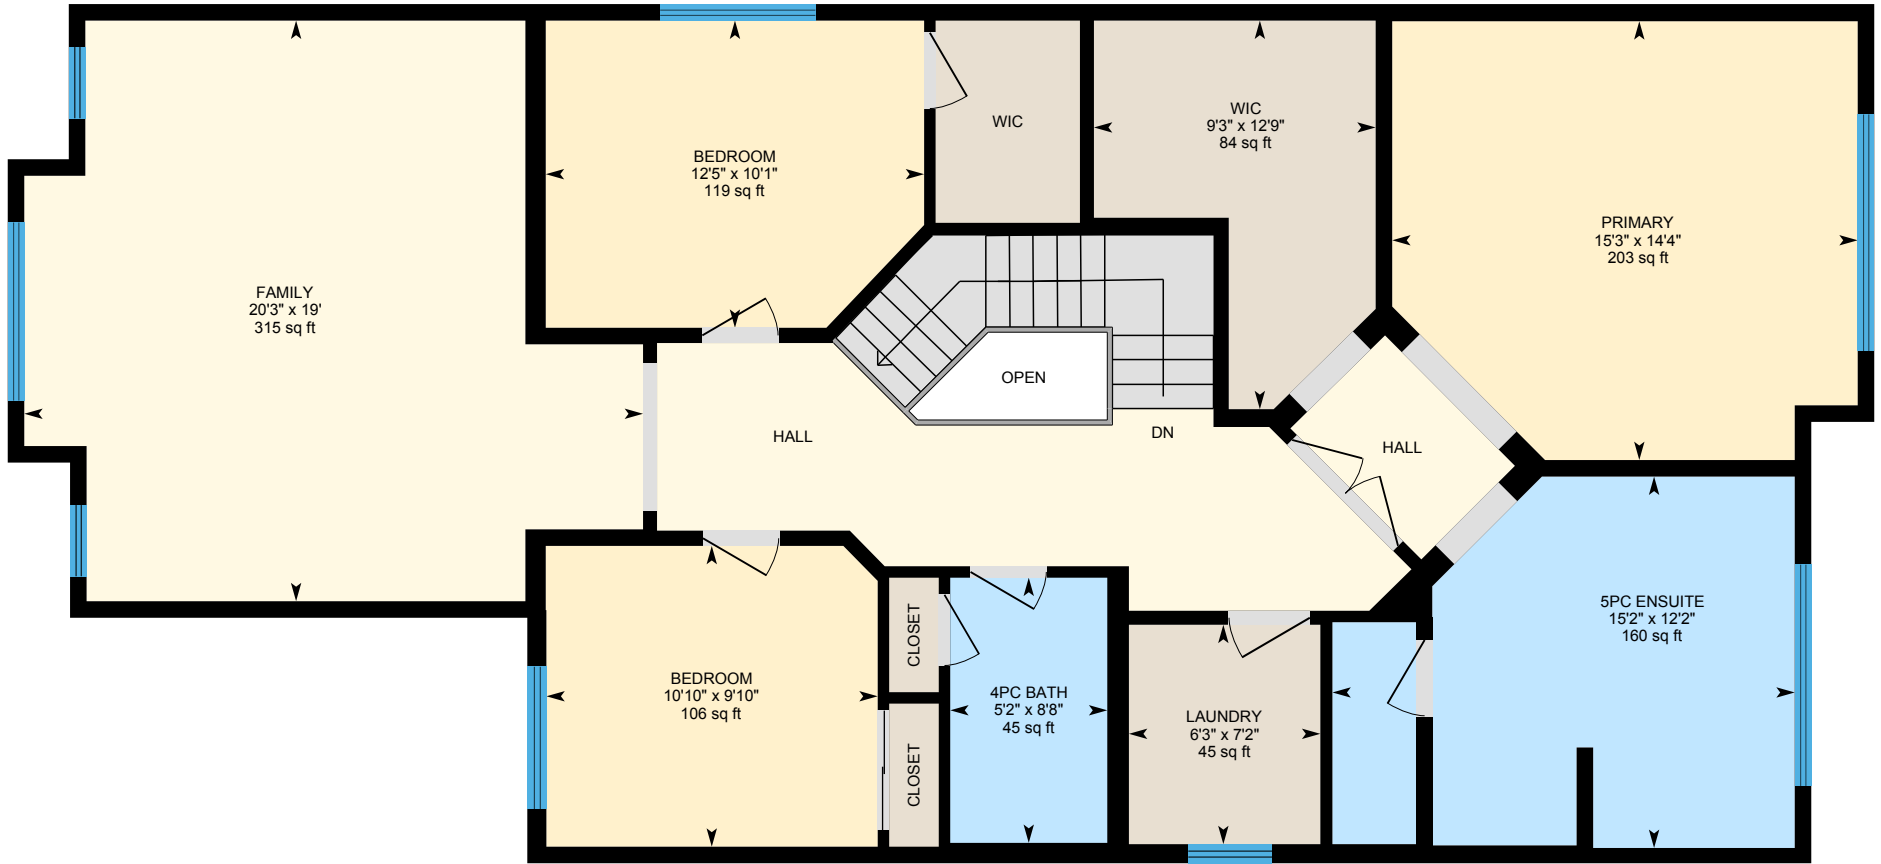 WIC
WIC
9'3" x 12'9"
84 sq ft
BEDROOM
12'5" x 10'1"
119 sq ft
PRIMARY
15'3" x 14'4"
203 sq ft
FAMILY
20'3" x 19'
315 sq ft
OPEN
HALL
DN
HALL
BEDROOM
10'10" x 9'10"
106 sq ft
CLOSET
CLOSET
4PC BATH
5'2" x 8'8"
45 sq ft
LAUNDRY
6'3" x 7'2"
45 sq ft
5PC ENSUITE
15'2" x 12'2"
160 sq ft